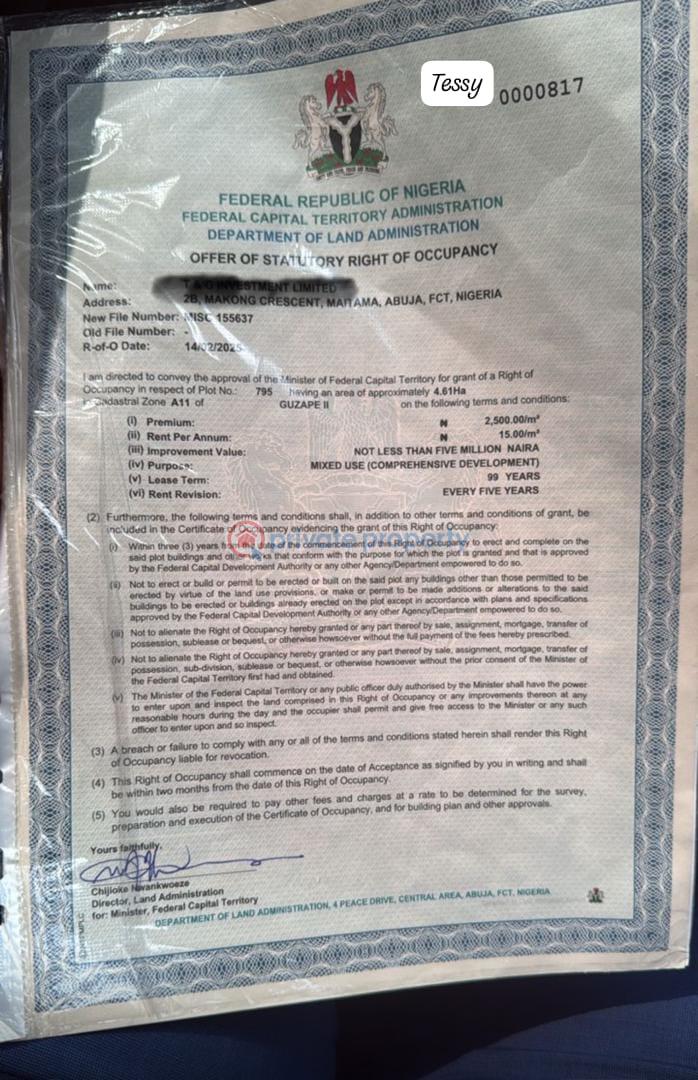 Tessy
0000817
FEDERAL REPUBLIC OF NIGERIA
FEDERAL CAPITAL TERRITORY ADMINISTRATION
DEPARTMENT OF LAND ADMINISTRATION
OFFER OF STATUTORY RIGHT OF OCCUPANCY
Name: INVESTMENT LIMITED
Address: 2B, MAKONG CRESCENT, MAITAMA, ABUJA, FCT, NIGERIA
New File Number: MISC 155637
Old File Number: -
R-of-O Date: 14/02/2025
I am directed to convey the approval of the Minister of Federal Capital Territory for grant of a Right of
Occupancy in respect of Plot No.: 795 having an area of approximately 4.61Ha
in Cadastral Zone A11 of GUZAPE II on the following terms and conditions:
(i) Premium: ₦ 2,500.00/m²
(ii) Rent Per Annum: ₦ 15.00/m²
(iii) Improvement Value: NOT LESS THAN FIVE MILLION NAIRA
(iv) Purpose: MIXED USE (COMPREHENSIVE DEVELOPMENT)
(v) Lease Term: 99 YEARS
(vi) Rent Revision: EVERY FIVE YEARS
(2) Furthermore, the following terms and conditions shall, in addition to other terms and conditions of grant, be
included in the Certificate of Occupancy evidencing the grant of this Right of Occupancy:
private property
(i) Within three (3) years from the date of the commencement of this Right of Occupancy to erect and complete on the
said plot buildings and other works that conform with the purpose for which the plot is granted and that is approved
by the Federal Capital Development Authority or any other Agency/Department empowered to do so.
(ii) Not to erect or build or permit to be erected or built on the said plot any buildings other than those permitted to be
erected by virtue of the land use provisions, or make or permit to be made additions or alterations to the said
buildings to be erected or buildings already erected on the plot except in accordance with plans and specifications
approved by the Federal Capital Development Authority or any other Agency/Department empowered to do so.
(iii) Not to alienate the Right of Occupancy hereby granted or any part thereof by sale, assignment, mortgage, transfer of
possession, sublease or bequest, or otherwise howsoever without the full payment of the fees hereby prescribed.
(iv) Not to alienate the Right of Occupancy hereby granted or any part thereof by sale, assignment, mortgage, transfer of
possession, sub-division, sublease or bequest, or otherwise howsoever without the prior consent of the Minister of
the Federal Capital Territory first had and obtained.
(v) The Minister of the Federal Capital Territory or any public officer duly authorised by the Minister shall have the power
to enter upon and inspect the land comprised in this Right of Occupancy or any improvements thereon at any
reasonable hours during the day and the occupier shall permit and give free access to the Minister or any such
officer to enter upon and so inspect.
(3) A breach or failure to comply with any or all of the terms and conditions stated herein shall render this Right
of Occupancy liable for revocation.
(4) This Right of Occupancy shall commence on the date of Acceptance as signified by you in writing and shall
be within two months from the date of this Right of Occupancy.
(5) You would also be required to pay other fees and charges at a rate to be determined for the survey,
preparation and execution of the Certificate of Occupancy, and for building plan and other approvals.
Yours faithfully,
Chijioke Nwankwoeze
Director, Land Administration
for: Minister, Federal Capital Territory
DEPARTMENT OF LAND ADMINISTRATION, 4 PEACE DRIVE, CENTRAL AREA, ABUJA, FCT, NIGERIA